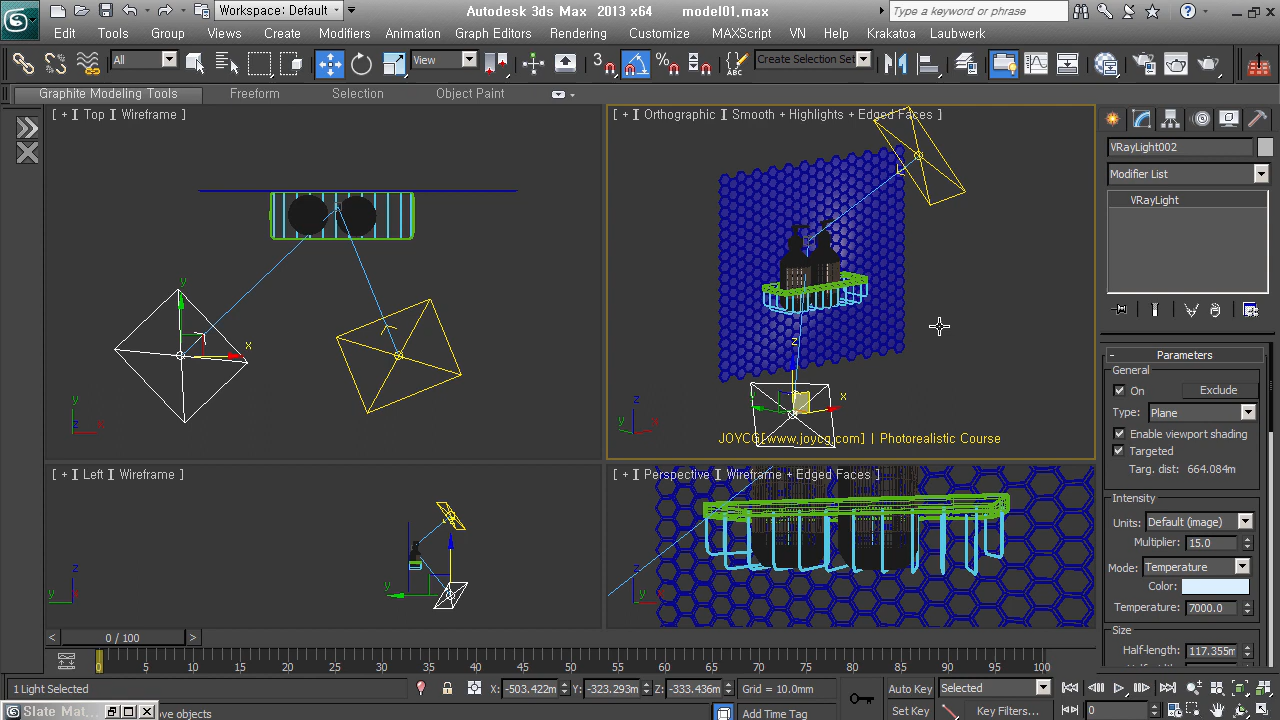 Workspace: Default
Autodesk 3ds Max 2013 x64 model01.max
Type a keyword or phrase
Edit Tools Group Views Create Modifiers Animation Graph Editors Rendering Customize MAXScript VN Help Krakatoa Laubwerk
All View 3 % Create Selection Set
Graphite Modeling Tools Freeform Selection Object Paint
[ + ] Top ] Wireframe ]
[ + ] Orthographic ] Smooth + Highlights + Edged Faces ]
VRayLight002
Modifier List
VRayLight
y
x
z
y
x
JOYCG[www.joycg.com] | Photorealistic Course
- Parameters
General
On Exclude
Type: Plane
Enable viewport shading
Targeted
Targ. dist: 664.084m
Intensity
Units: Default (image)
Multiplier: 15.0
Mode: Temperature
Color:
Temperature: 7000.0
Size
Half-length: 117.355m
[ + ] Left ] Wireframe ]
[ + ] Perspective ] Wireframe + Edged Faces ]
z
y
y
z
x
< 0 / 100 >
0 5 10 15 20 25 30 35 40 45 50 55 60 65 70 75 80 85 90 95 100
1 Light Selected X: -503.422m Y: -323.293m Z: -333.436m Grid = 10.0mm Auto Key Selected
Slate Mat ove objects Add Time Tag Set Key Key Filters... 0